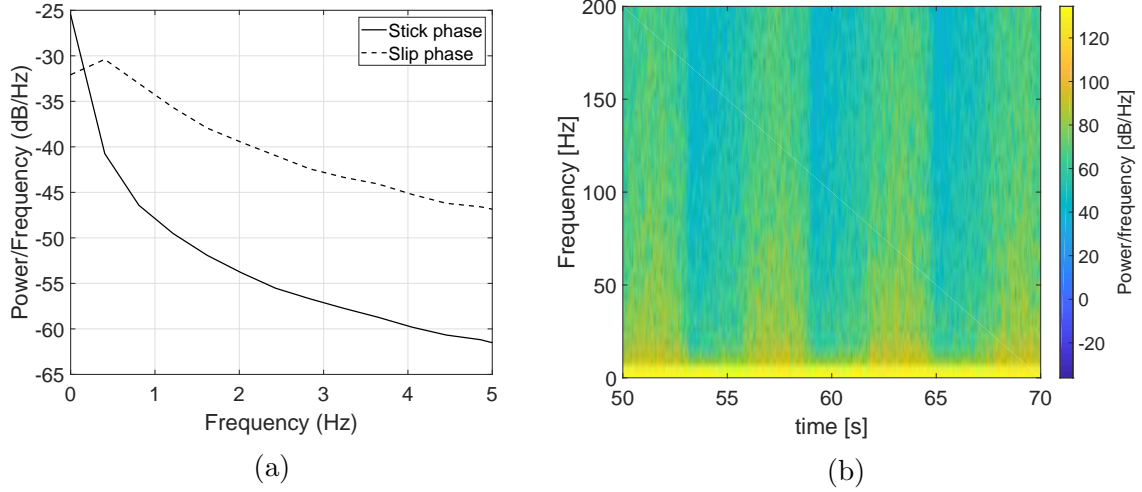 -25
-30
-35
-40
-45
-50
-55
-60
-65
Power/Frequency (dB/Hz)
0 1 2 3 4 5
Frequency (Hz)
Stick phase
Slip phase
(a)
200
150
100
50
0
Frequency [Hz]
50 55 60 65 70
time [s]
120
100
80
60
40
20
0
-20
Power/frequency [dB/Hz]
(b)